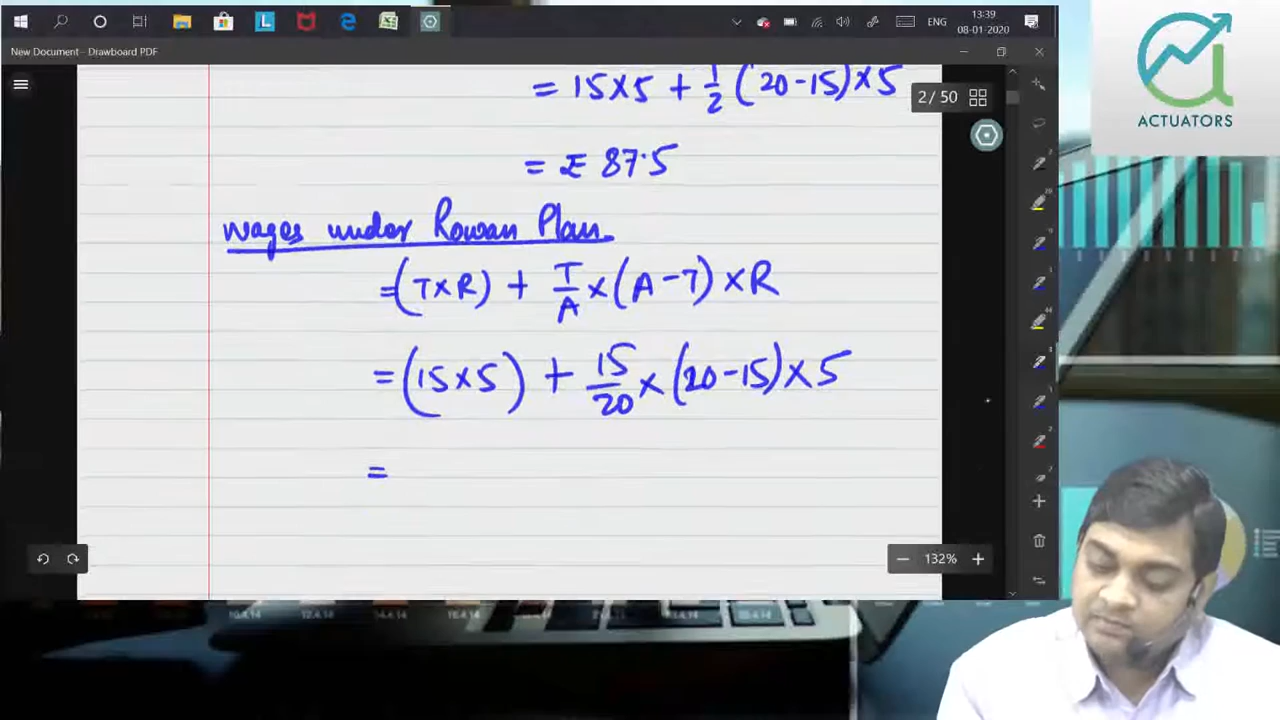 13:39
ENG
08-01-2020
New Document - Drawboard PDF
= 15×5 + 1/2 (20-15)×5
2 / 50
ACTUATORS
= ₹ 87.5
Wages under Rowan Plan.
=(T×R) + T/A ×(A-T) ×R
=(15×5) + 15/20 ×(20-15)×5
=
132%